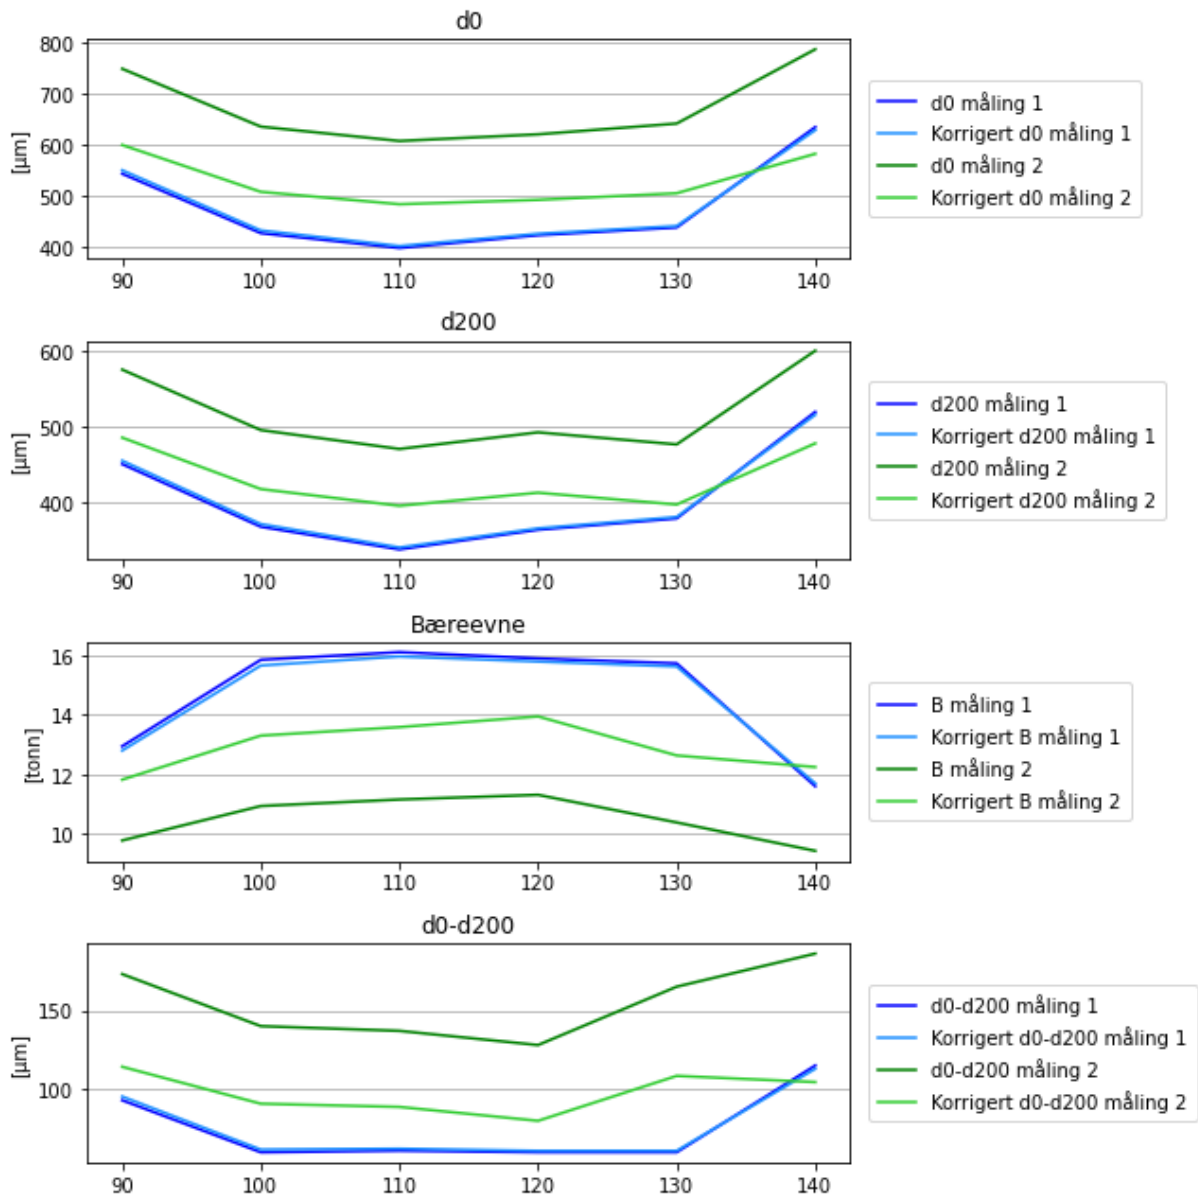 d0
800
700
600
500
400
[µm]
90 100 110 120 130 140
d0 måling 1
Korrigert d0 måling 1
d0 måling 2
Korrigert d0 måling 2
d200
600
500
400
[µm]
90 100 110 120 130 140
d200 måling 1
Korrigert d200 måling 1
d200 måling 2
Korrigert d200 måling 2
Bæreevne
16
14
12
10
[tonn]
90 100 110 120 130 140
B måling 1
Korrigert B måling 1
B måling 2
Korrigert B måling 2
d0-d200
150
100
[µm]
90 100 110 120 130 140
d0-d200 måling 1
Korrigert d0-d200 måling 1
d0-d200 måling 2
Korrigert d0-d200 måling 2